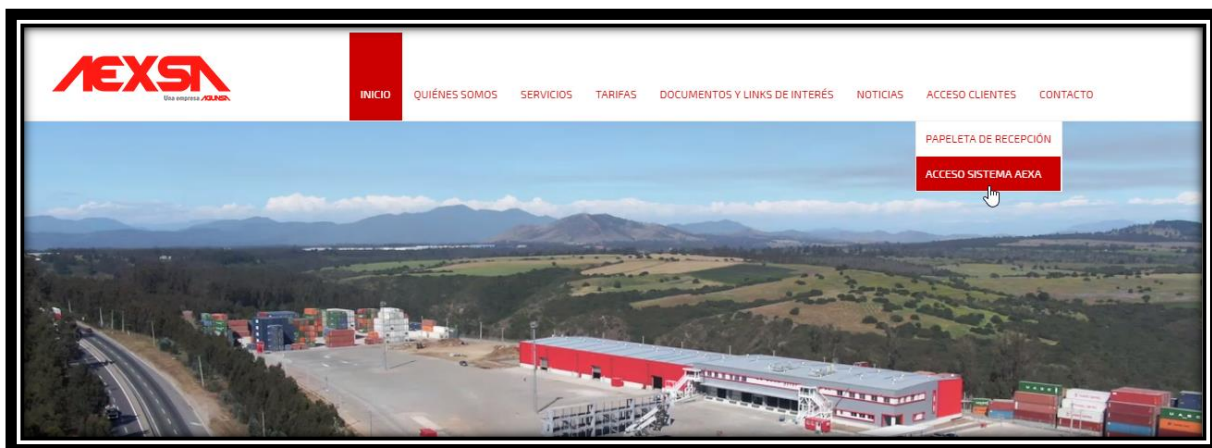 AEXSA
Una empresa AGUNSA
INICIO QUIÉNES SOMOS SERVICIOS TARIFAS DOCUMENTOS Y LINKS DE INTERÉS NOTICIAS ACCESO CLIENTES CONTACTO
PAPELETA DE RECEPCIÓN
ACCESO SISTEMA AEXA